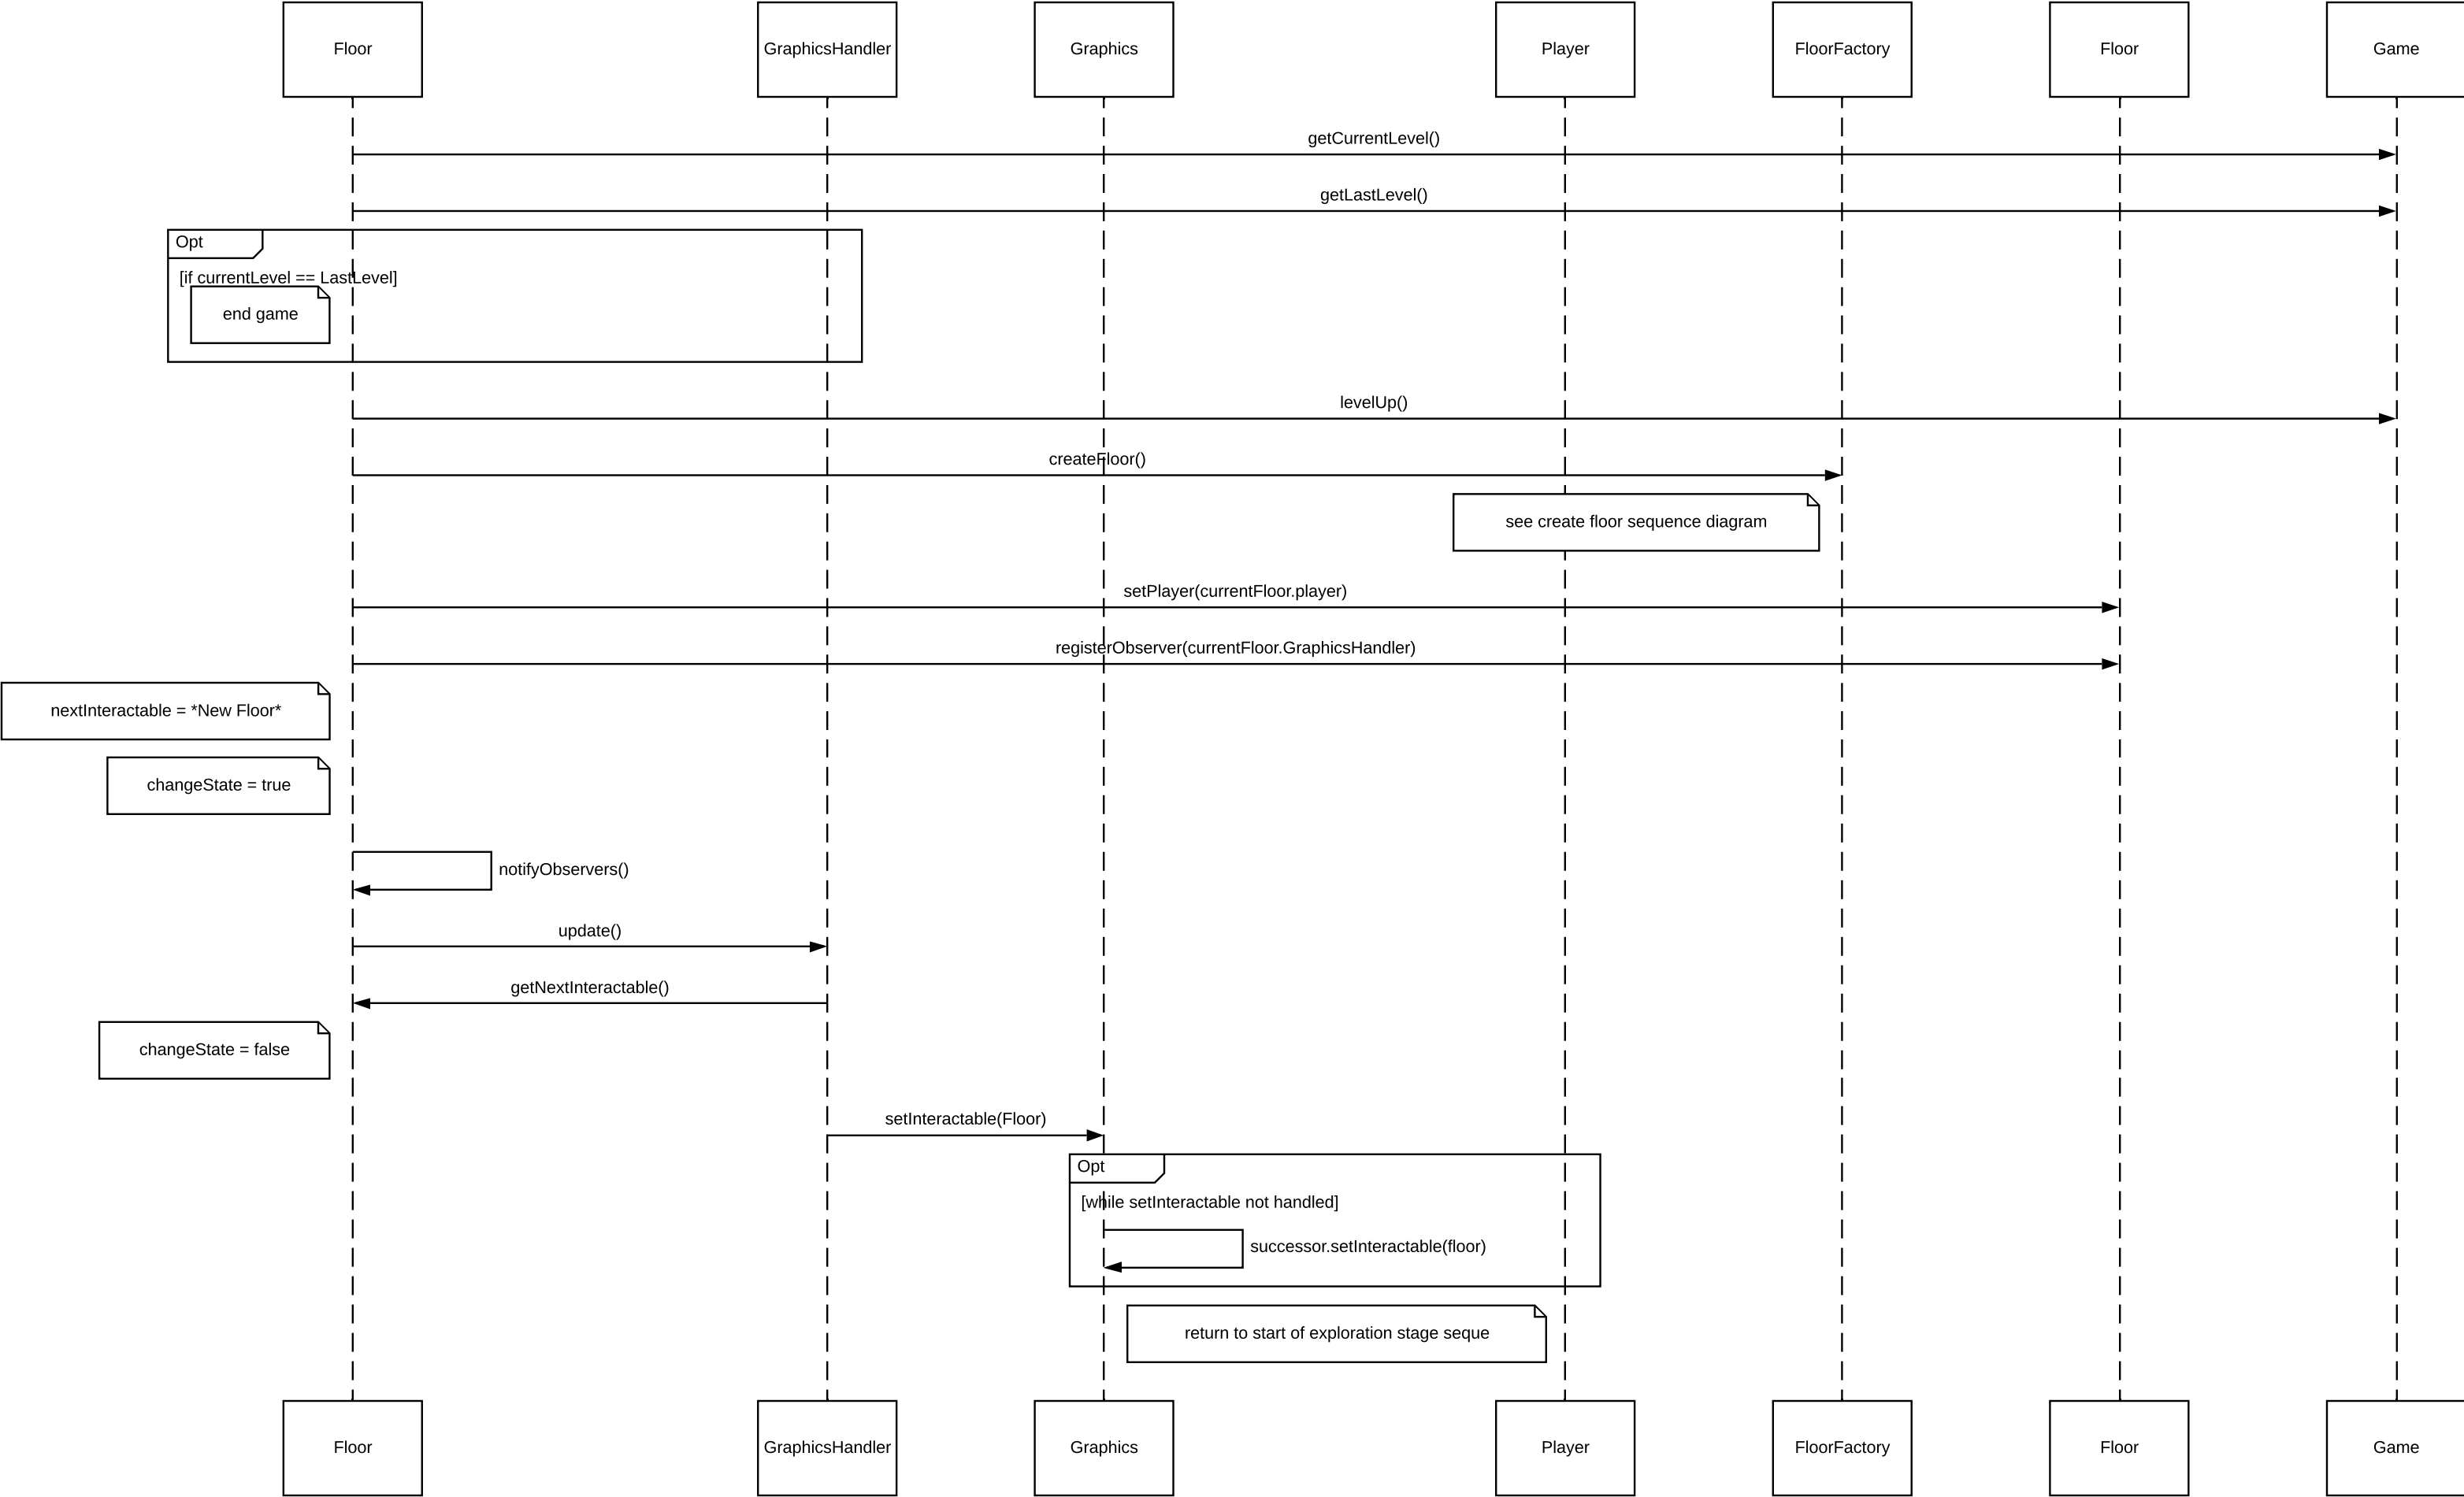 Floor
GraphicsHandler
Graphics
Player
FloorFactory
Floor
Game
getCurrentLevel()
getLastLevel()
Opt
[if currentLevel == LastLevel]
end game
levelUp()
createFloor()
see create floor sequence diagram
setPlayer(currentFloor.player)
registerObserver(currentFloor.GraphicsHandler)
nextInteractable = *New Floor*
changeState = true
notifyObservers()
update()
getNextInteractable()
changeState = false
setInteractable(Floor)
Opt
[while setInteractable not handled]
successor.setInteractable(floor)
return to start of exploration stage seque
Floor
GraphicsHandler
Graphics
Player
FloorFactory
Floor
Game